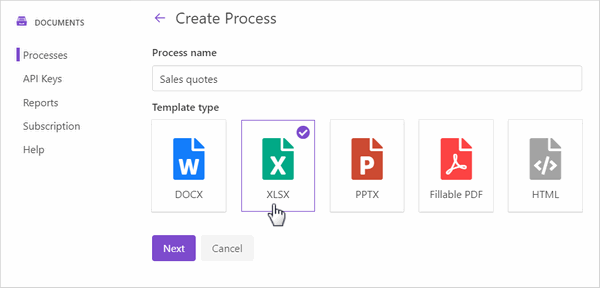 DOCUMENTS
Processes
API Keys
Reports
Subscription
Help
Create Process
Process name
Sales quotes
Template type
W
DOCX
X
XLSX
P
PPTX
Fillable PDF
</>
HTML
Next
Cancel